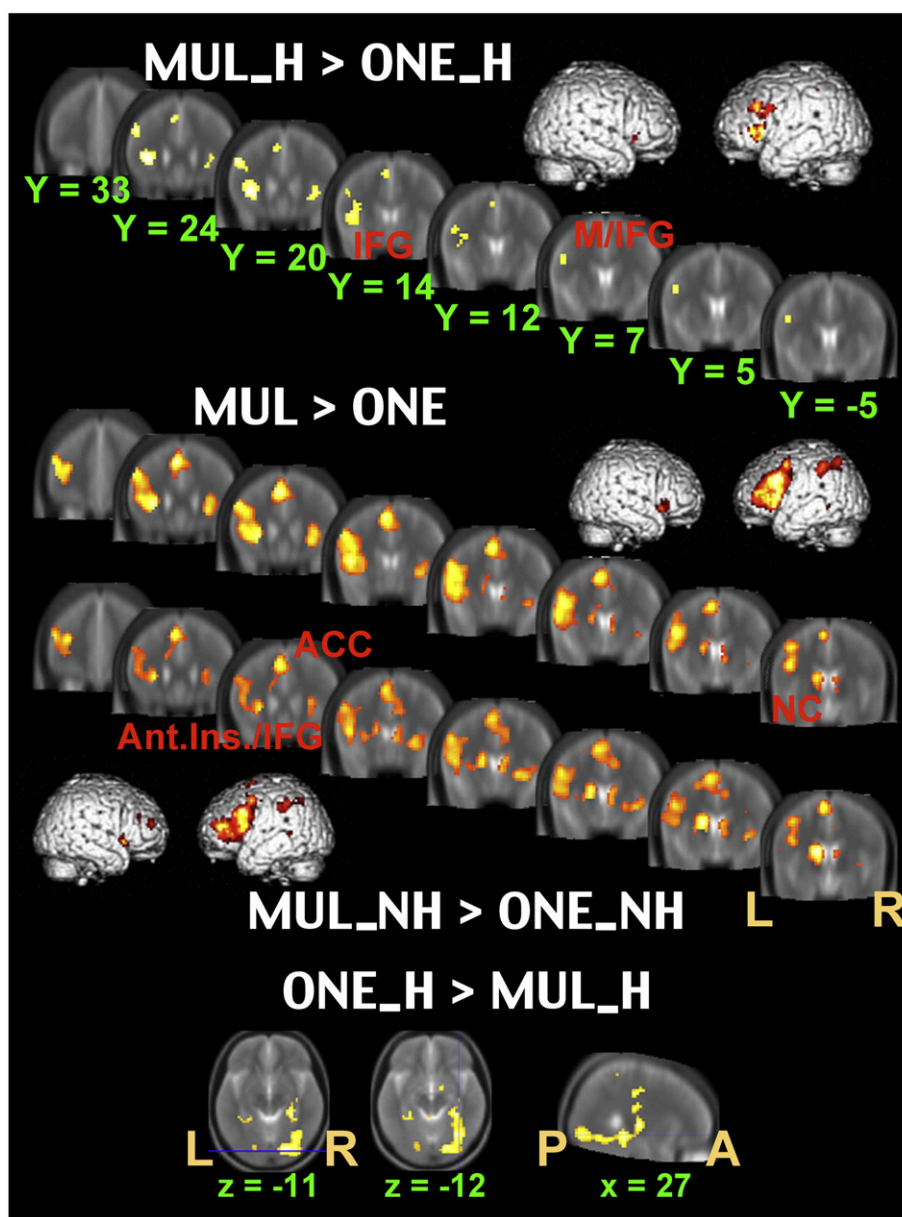 MUL_H > ONE_H
Y = 33
Y = 24
Y = 20
IFG
Y = 14
Y = 12
M/IFG
Y = 7
Y = 5
Y = -5
MUL > ONE
ACC
Ant.Ins./IFG
NC
MUL_NH > ONE_NH
L R
ONE_H > MUL_H
L R P A
z = -11 z = -12 x = 27